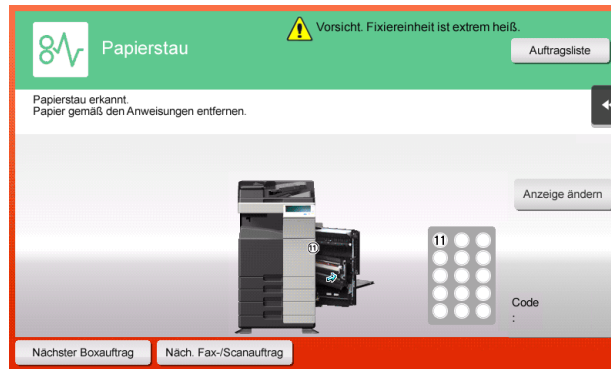 Vorsicht. Fixiereinheit ist extrem heiß.
Papierstau
Auftragsliste
Papierstau erkannt.
Papier gemäß den Anweisungen entfernen.
Anzeige ändern
11
11
Code
:
Nächster Boxauftrag
Näch. Fax-/Scanauftrag